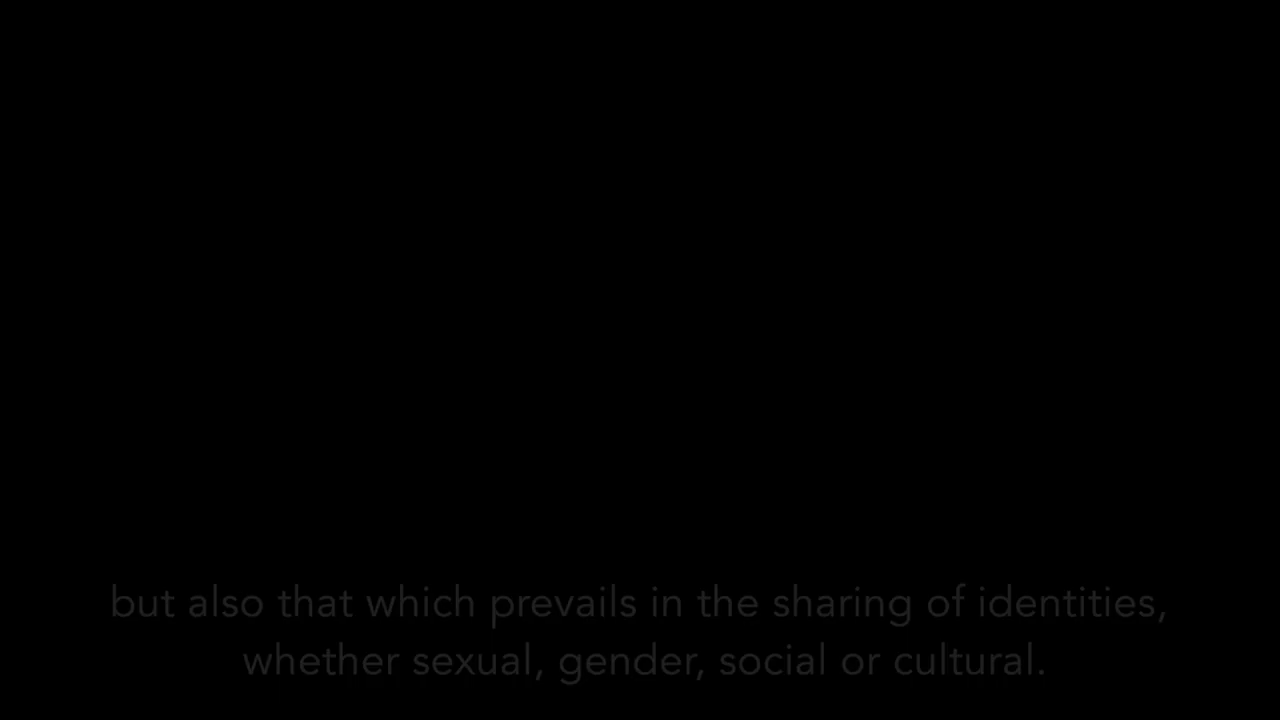 but also that which prevails in the sharing of identities,
whether sexual, gender, social or cultural.